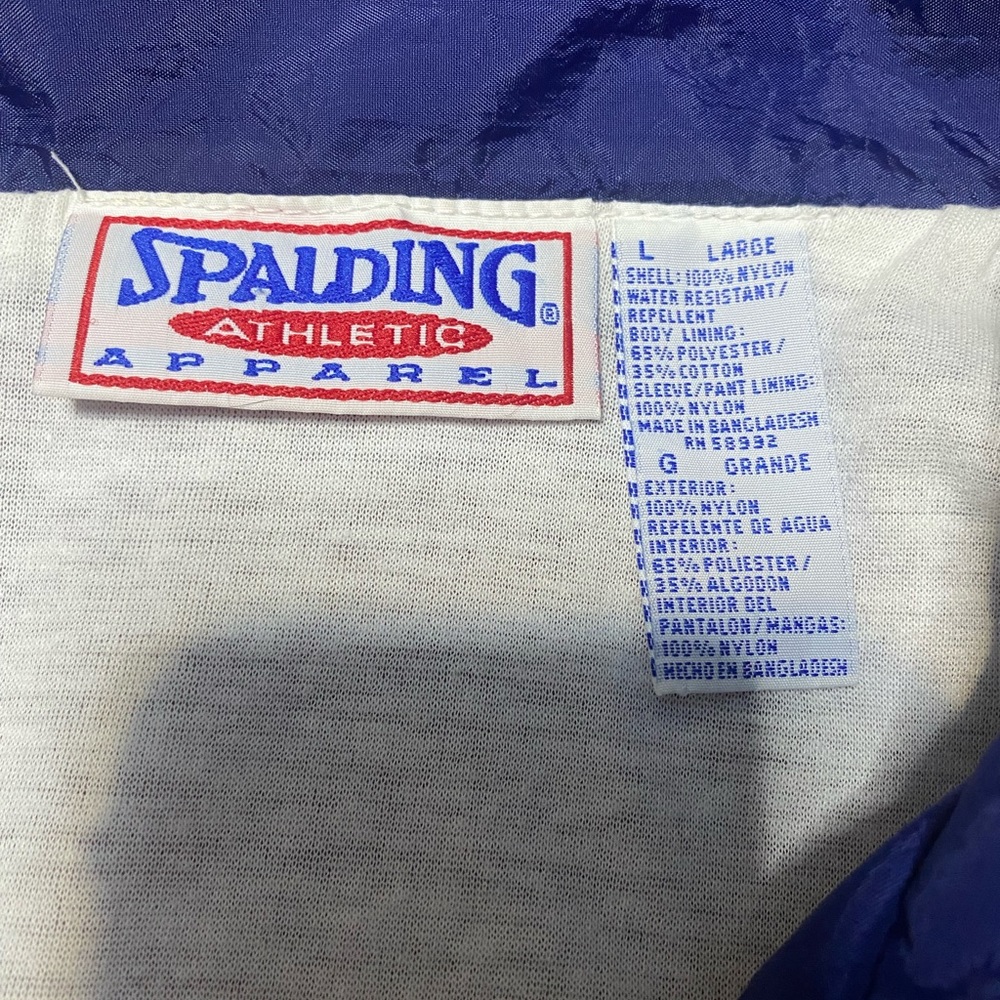 SPALDING®
ATHLETIC
APPAREL
L LARGE
SHELL: 100% NYLON
WATER RESISTANT/
REPELLENT
BODY LINING:
65% POLYESTER/
35% COTTON
SLEEVE/PANT LINING:
100% NYLON
MADE IN BANGLADESH
RN 58992
G GRANDE
EXTERIOR:
100% NYLON
REPELENTE DE AGUA
INTERIOR:
65% POLIESTER/
35% ALGODON
INTERIOR DEL
PANTALON/MANGAS:
100% NYLON
HECHO EN BANGLADESH